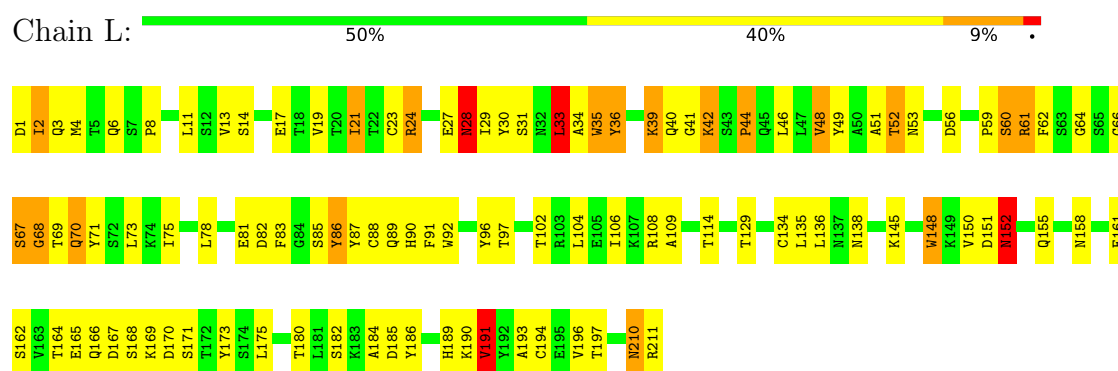 Chain L:
50% 40% 9% •
D1 I2 Q3 M4 T5 Q6 S7 P8 L11 S12 V13 S14 E17 T18 V19 T20 I21 T22 C23 R24 E27 N28 I29 Y30 S31 N32 L33 A34 W35 Y36 K39 Q40 G41 K42 S43 P44 Q45 L46 L47 V48 Y49 A50 A51 T52 N53 D56 P59 S60 R61 F62 S63 G64 S65 G66
S67 G68 T69 Q70 Y71 S72 L73 K74 I75 L78 E81 D82 F83 G84 S85 Y86 Y87 C88 Q89 H90 F91 W92 Y96 T97 T102 R103 L104 E105 I106 K107 R108 A109 T114 T129 C134 L135 L136 N137 N138 K145 W148 K149 V150 D151 N152 Q155 N158 E161
S162 V163 T164 E165 Q166 D167 S168 K169 D170 S171 T172 Y173 S174 L175 T180 L181 S182 K183 A184 D185 Y186 H189 K190 V191 Y192 A193 C194 E195 V196 T197 N210 R211